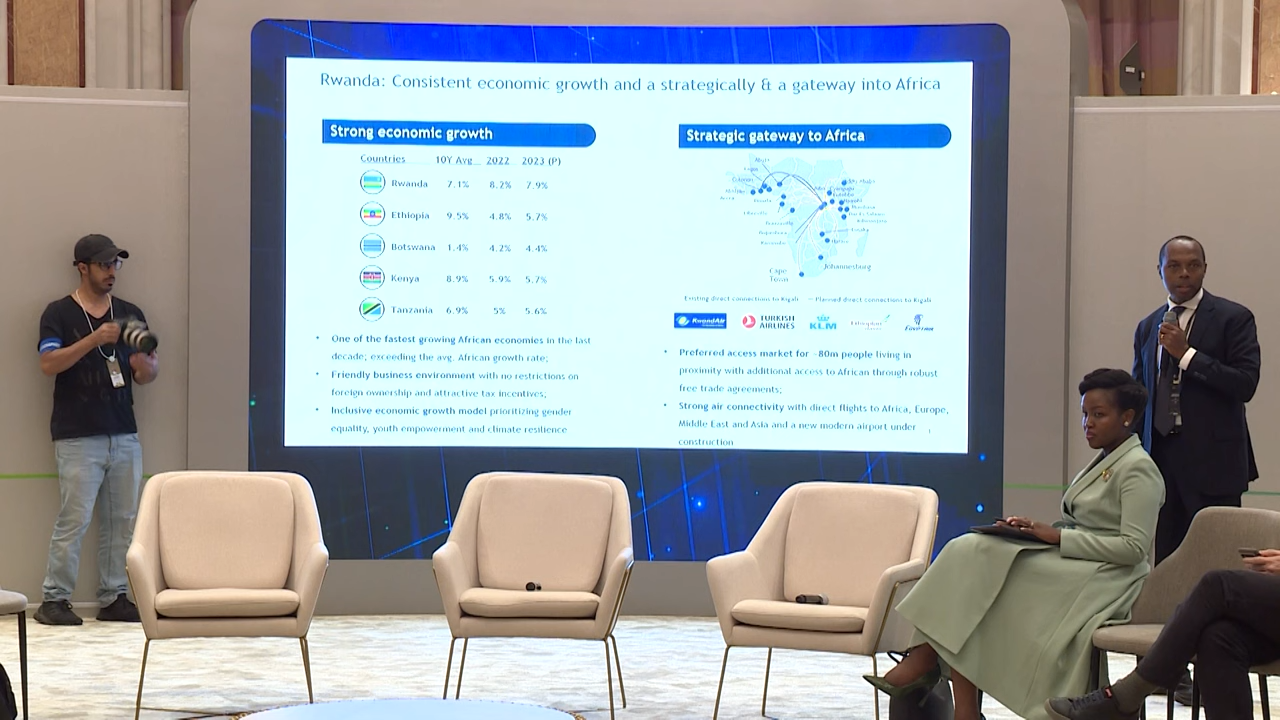 Rwanda: Consistent economic growth and a strategically & a gateway into Africa
Strong economic growth
Countries 10Y Avg 2022 2023 (P)
Rwanda 7.1% 8.2% 7.9%
Ethiopia 9.5% 4.8% 5.7%
Botswana 1.4% 4.2% 4.4%
Kenya 8.9% 5.9% 5.7%
Tanzania 6.9% 5% 5.6%
One of the fastest growing African economies in the last
decade; exceeding the avg. African growth rate;
Friendly business environment with no restrictions on
foreign ownership and attractive tax incentives;
Inclusive economic growth model prioritizing gender
equality, youth empowerment and climate resilience
Strategic gateway to Africa
Johannesburg
Cape
Town
Existing direct connections to Kigali — Planned direct connections to Kigali
RwandAir
TURKISH
AIRLINES
KLM
Ethiopian
EGYPTAIR
Preferred access market for ~80m people living in
proximity with additional access to African through robust
free trade agreements;
Strong air connectivity with direct flights to Africa, Europe,
Middle East and Asia and a new modern airport under
construction